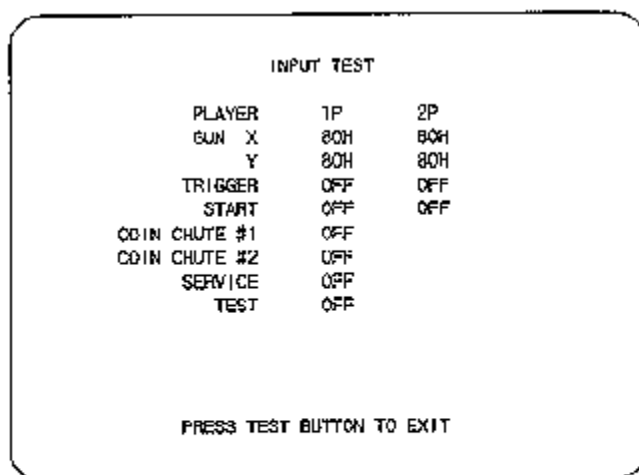 INPUT TEST
PLAYER 1P 2P
GUN X 80H 80H
Y 80H 80H
TRIGGER OFF OFF
START OFF OFF
COIN CHUTE #1 OFF
COIN CHUTE #2 OFF
SERVICE OFF
TEST OFF
PRESS TEST BUTTON TO EXIT